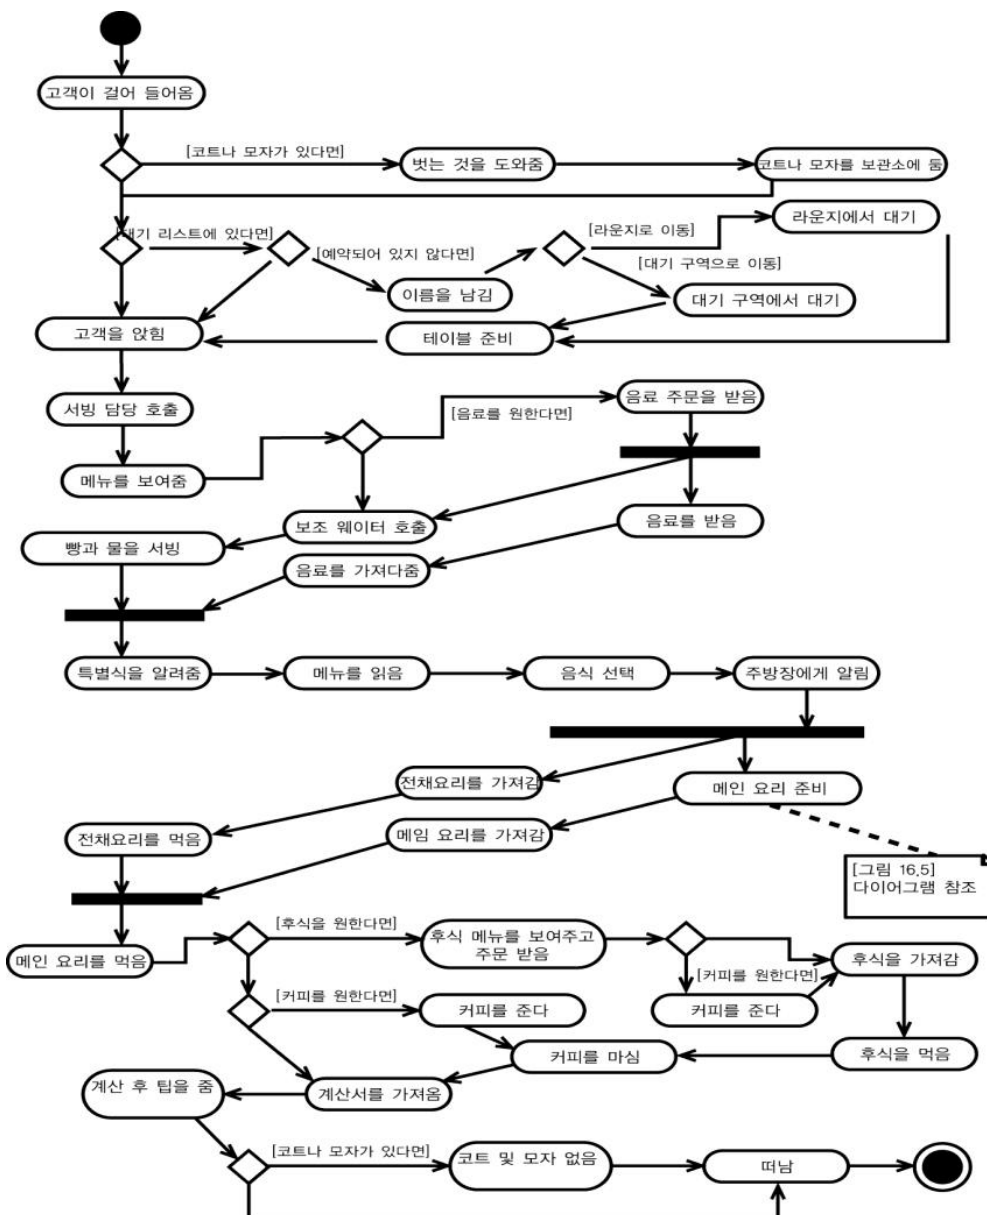 고객이 걸어 들어옴
[코트나 모자가 있다면]
벗는 것을 도와줌
코트나 모자를 보관소에 둠
[대기 리스트에 있다면]
[예약되어 있지 않다면]
이름을 남김
[라운지로 이동]
라운지에서 대기
[대기 구역으로 이동]
대기 구역에서 대기
고객을 앉힘
테이블 준비
서빙 담당 호출
메뉴를 보여줌
[음료를 원한다면]
음료 주문을 받음
보조 웨이터 호출
음료를 받음
빵과 물을 서빙
음료를 가져다줌
특별식을 알려줌
메뉴를 읽음
음식 선택
주방장에게 알림
전채요리를 가져감
메인 요리 준비
전채요리를 먹음
메임 요리를 가져감
[그림 16.5]
다이어그램 참조
메인 요리를 먹음
[후식을 원한다면]
후식 메뉴를 보여주고
주문 받음
후식을 가져감
[커피를 원한다면]
커피를 준다
[커피를 원한다면]
커피를 준다
커피를 마심
후식을 먹음
계산 후 팁을 줌
계산서를 가져옴
[코트나 모자가 있다면]
코트 및 모자 없음
떠남